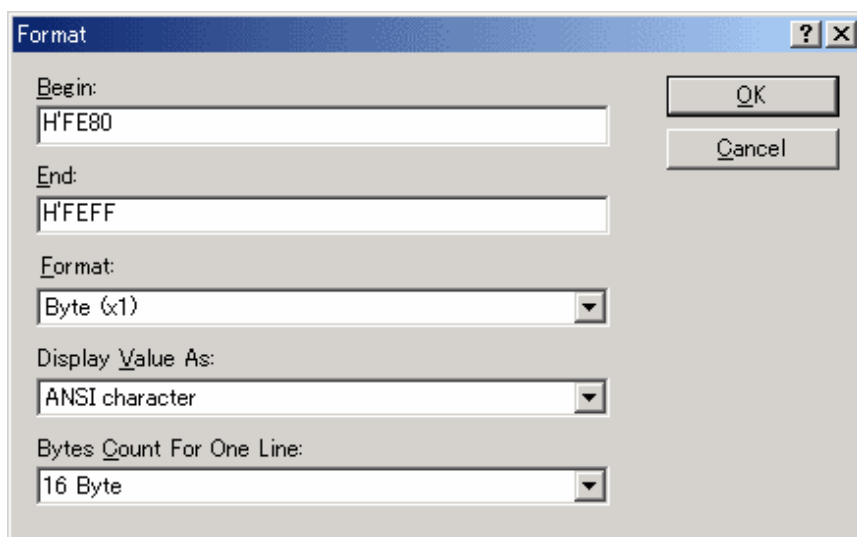 Format
Begin:
H'FE80
OK
Cancel
End:
H'FEFF
Format:
Byte (x1)
Display Value As:
ANSI character
Bytes Count For One Line:
16 Byte